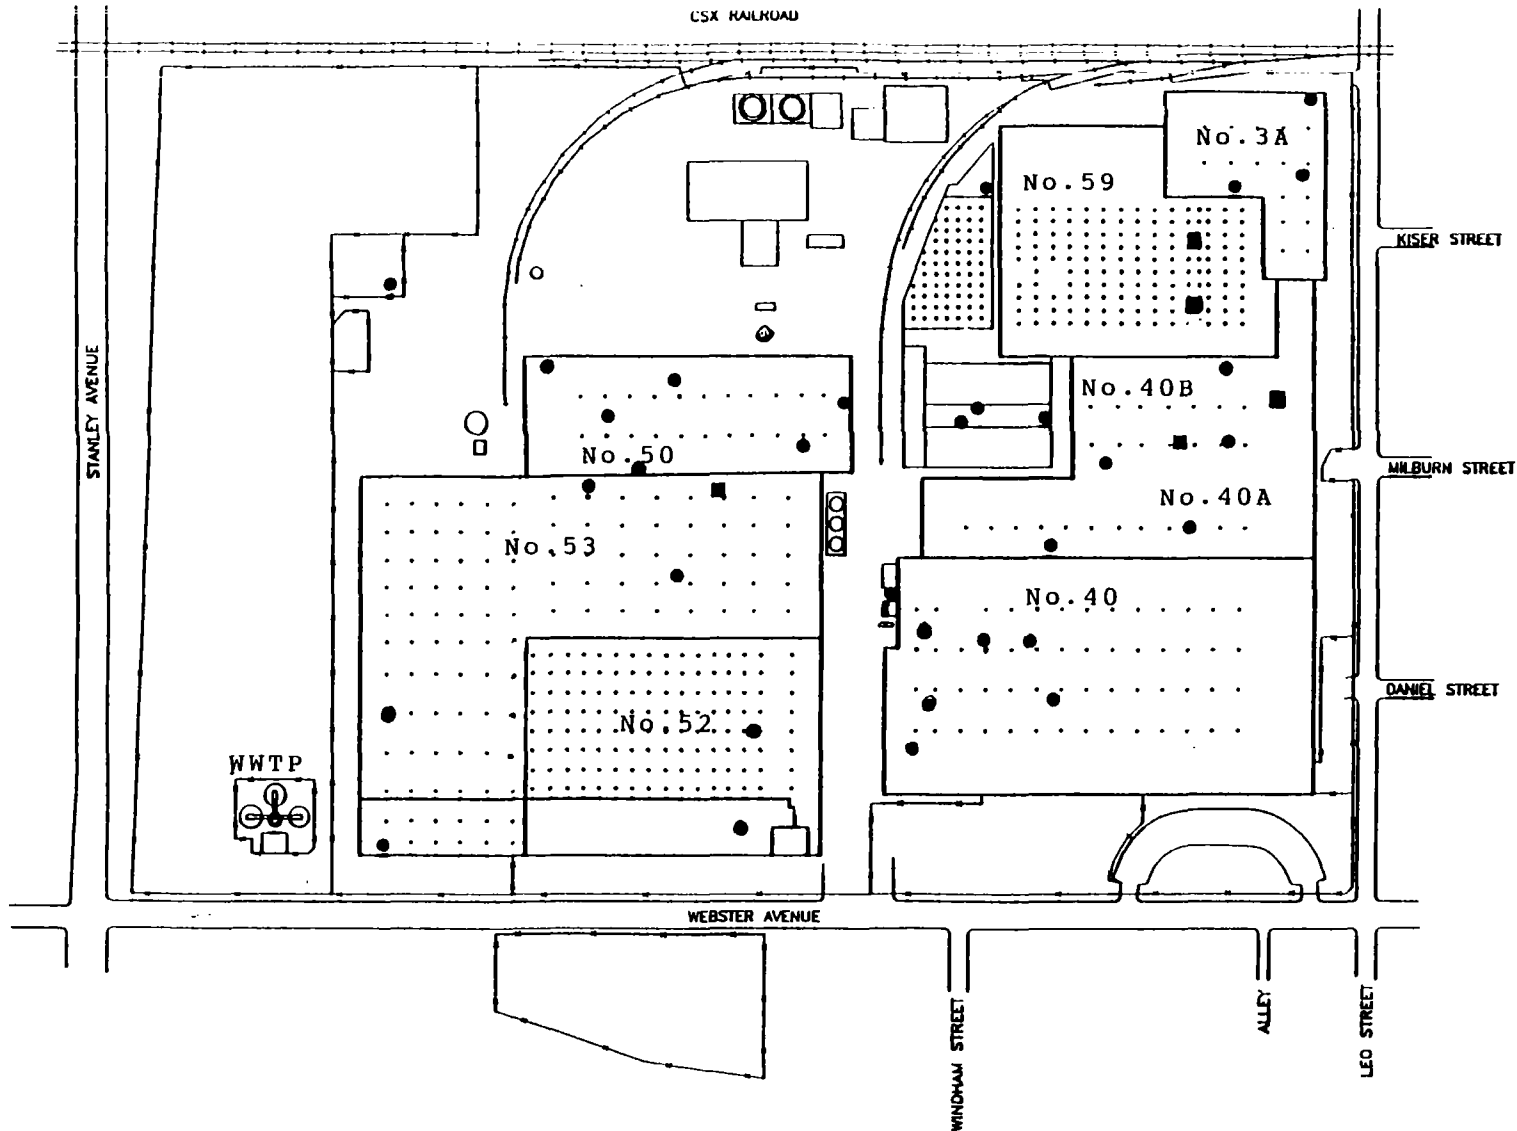 CSX RAILROAD
No.3A
No.59
KISER STREET
STANLEY AVENUE
No.40B
No.50
MILBURN STREET
No.40A
No.53
No.40
DANIEL STREET
No.52
WWTP
WEBSTER AVENUE
WINDHAM STREET
ALLEY
LEO STREET